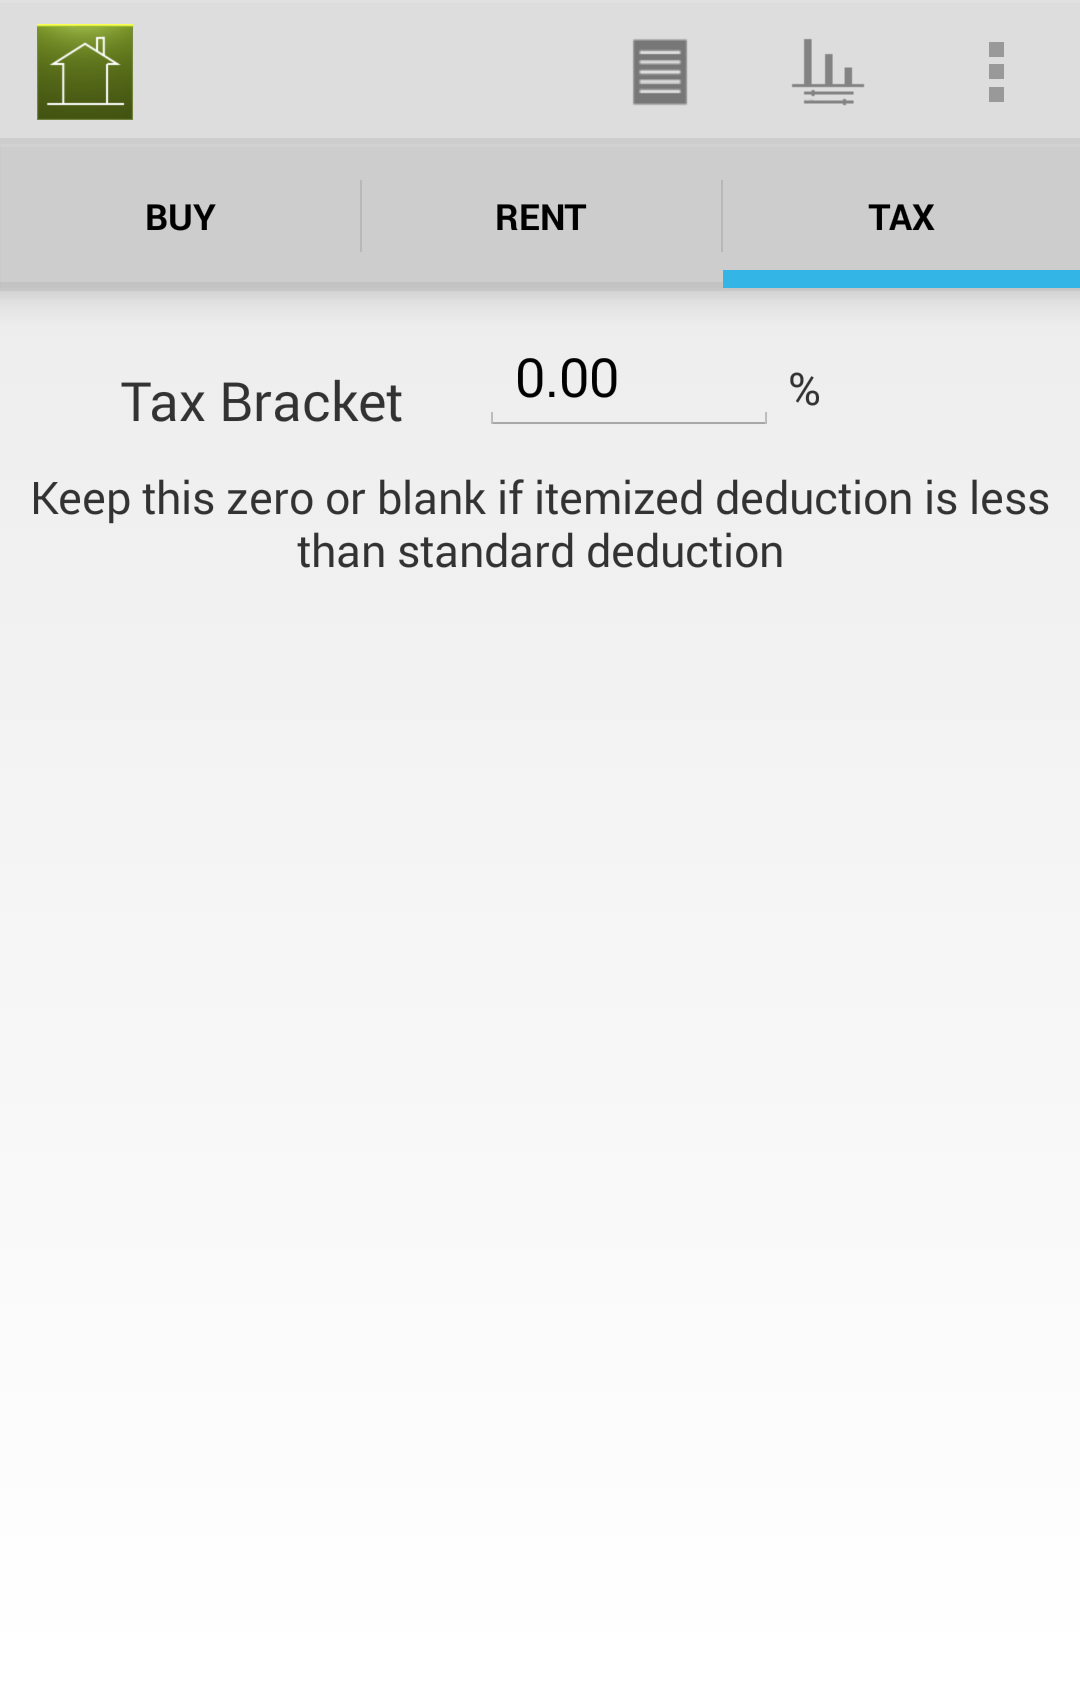 BUY RENT TAX
Tax Bracket 0.00 %
Keep this zero or blank if itemized deduction is less
than standard deduction